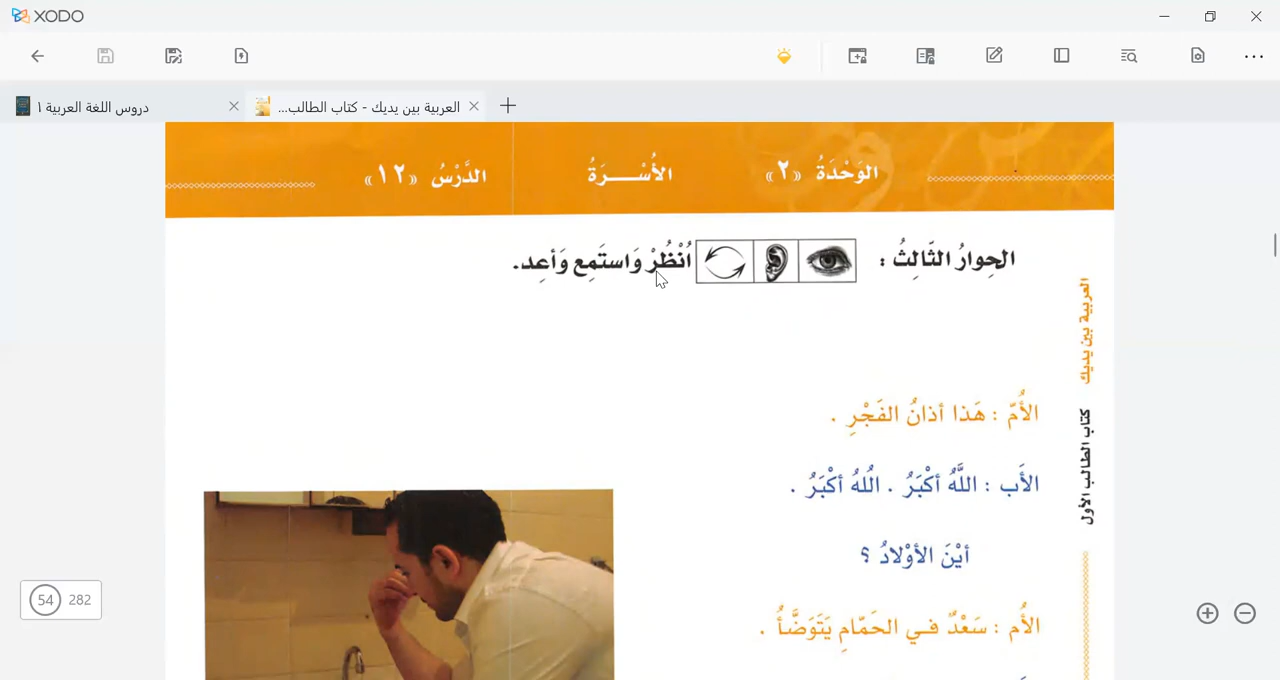 XODO
دروس اللغة العربية ١
العربية بين يديك - كتاب الطالب...
الوَحْدَةُ «٢»
الأُسْــــرَةُ
الدَّرْسُ «١٢»
الحِوارُ الثّالِثُ :
اُنْظُرْ وَاستَمِع وَأعِد.
العربية بين يديك
كتاب الطالب الأول
الأُمّ : هَذا أذانُ الفَجْرِ .
الأَب : اللَّهُ أكْبَرُ . اللهُ أكْبَرُ .
أيْنَ الأوْلادُ ؟
الأُم : سَعْدٌ في الحَمّامِ يَتَوَضَّأُ .
54 282